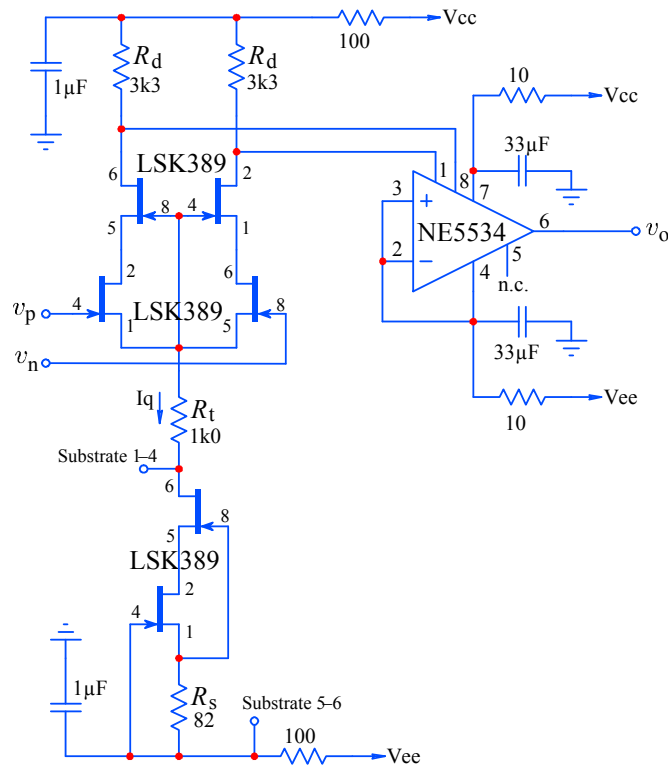 Vcc
100
1µF
Rd
3k3
Rd
3k3
10
Vcc
33µF
6
LSK389
2
1
8
7
3
+
8
4
NE5534
6
vo
5
1
2
−
5
4
n.c.
2
6
vp
4
LSK389
8
1
5
33µF
vn
Iq
Rt
1k0
10
Vee
Substrate 1–4
6
8
5
LSK389
2
4
1
1µF
Rs
82
Substrate 5–6
100
Vee